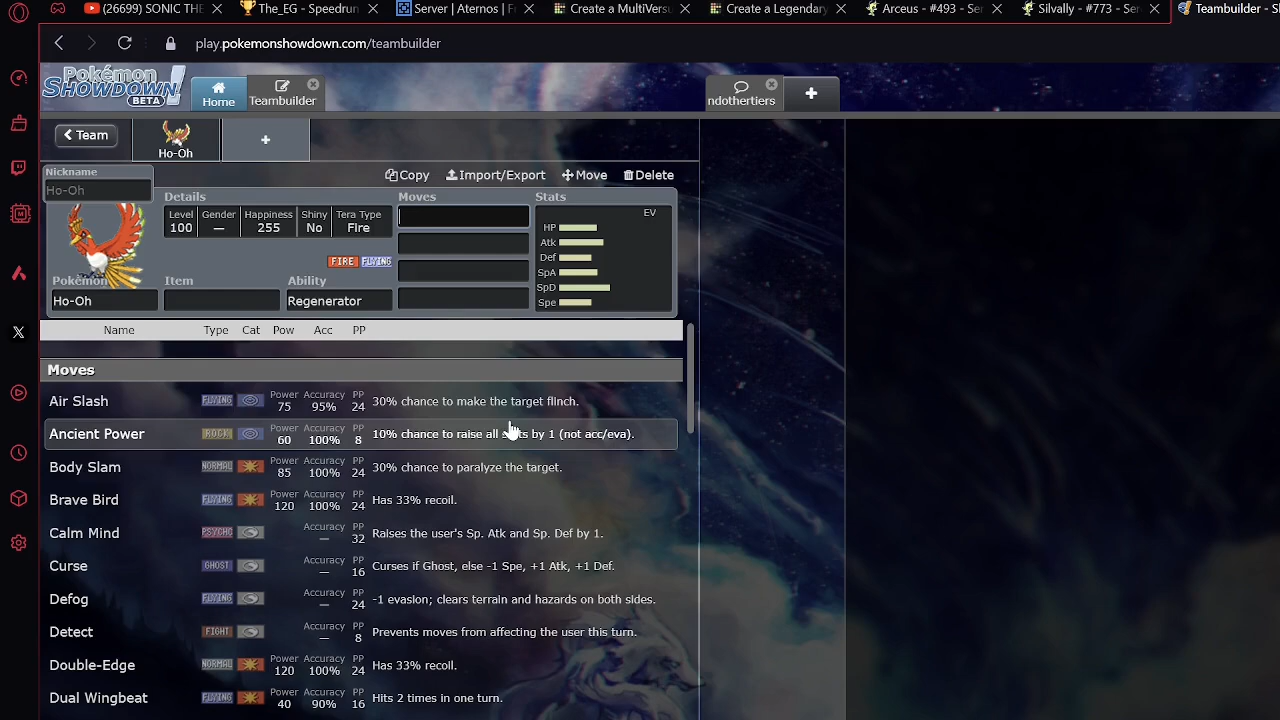 (26699) SONIC THE
The_EG - Speedrun
Server | Aternos | F
Create a MultiVersu
Create a Legendary
Arceus - #493 - Ser
Silvally - #773 - Ser
Teambuilder - S
play.pokemonshowdown.com/teambuilder
Pokémon
SHOWDOWN!
BETA
Home
Teambuilder
ndothertiers
Team
Ho-Oh
+
Copy
Import/Export
Move
Delete
Nickname
Ho-Oh
Details
Level
100
Gender
—
Happiness
255
Shiny
No
Tera Type
Fire
FIRE FLYING
Pokémon
Ho-Oh
Item
Ability
Regenerator
Moves
Stats
EV
HP
Atk
Def
SpA
SpD
Spe
Name Type Cat Pow Acc PP
Moves
Air Slash FLYING Power 75 Accuracy 95% PP 24 30% chance to make the target flinch.
Ancient Power ROCK Power 60 Accuracy 100% PP 8 10% chance to raise all by 1 (not acc/eva).
Body Slam NORMAL Power 85 Accuracy 100% PP 24 30% chance to paralyze the target.
Brave Bird FLYING Power 120 Accuracy 100% PP 24 Has 33% recoil.
Calm Mind PSYCHC Accuracy — PP 32 Raises the user's Sp. Atk and Sp. Def by 1.
Curse GHOST Accuracy — PP 16 Curses if Ghost, else -1 Spe, +1 Atk, +1 Def.
Defog FLYING Accuracy — PP 24 -1 evasion; clears terrain and hazards on both sides.
Detect FIGHT Accuracy — PP 8 Prevents moves from affecting the user this turn.
Double-Edge NORMAL Power 120 Accuracy 100% PP 24 Has 33% recoil.
Dual Wingbeat FLYING Power 40 Accuracy 90% PP 16 Hits 2 times in one turn.